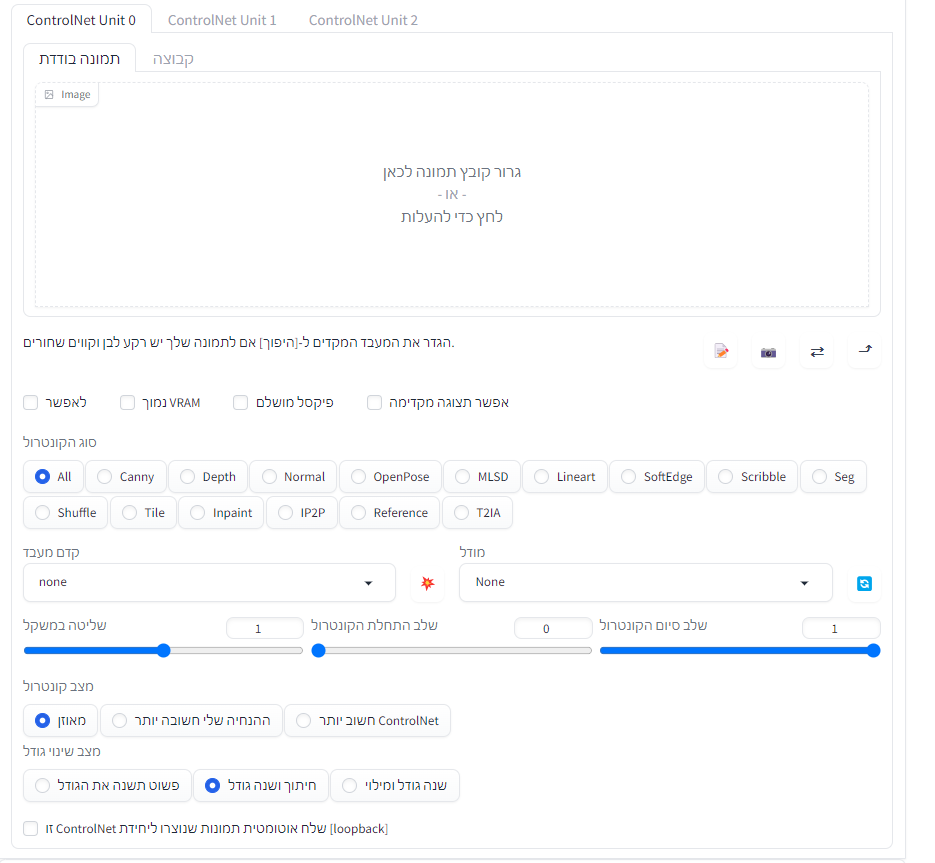 ControlNet Unit 0 ControlNet Unit 1 ControlNet Unit 2
תמונה בודדת קבוצה
Image
גרור קובץ תמונה לכאן
- או -
לחץ כדי להעלות
הגדר את המעבד המקדים ל-[היפוך] אם לתמונה שלך יש רקע לבן וקווים שחורים.
לאפשר VRAM נמוך פיקסל מושלם אפשר תצוגה מקדימה
סוג הקונטרול
All Canny Depth Normal OpenPose MLSD Lineart SoftEdge Scribble Seg
Shuffle Tile Inpaint IP2P Reference T2IA
קדם מעבד מודל
none None
שליטה במשקל 1 שלב התחלת הקונטרול 0 שלב סיום הקונטרול 1
מצב קונטרול
מאוזן ההנחיה שלי חשובה יותר ControlNet חשוב יותר
מצב שינוי גודל
פשוט תשנה את הגודל חיתוך ושנה גודל שנה גודל ומילוי
[loopback] שלח אוטומטית תמונות שנוצרו ליחידת ControlNet זו